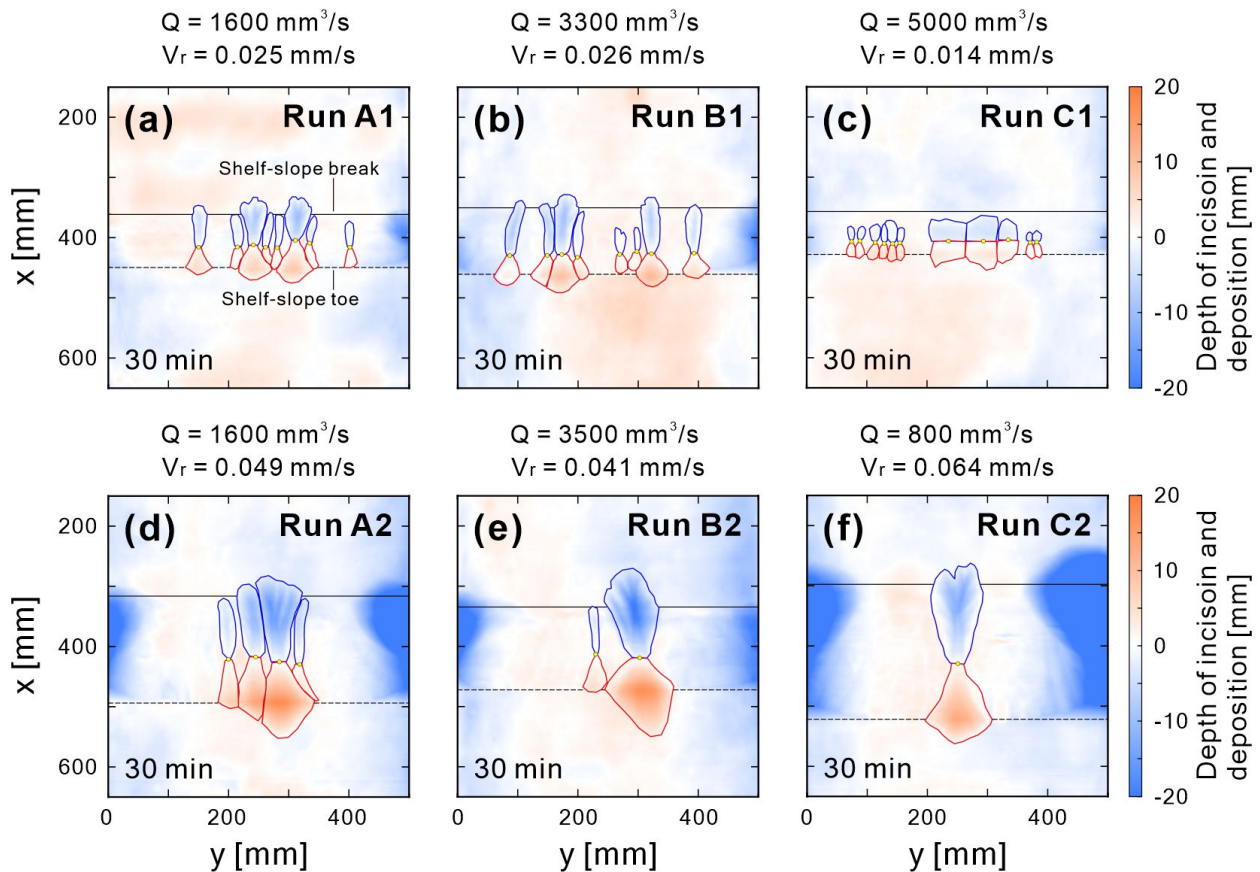 Q = 1600 mm³/s
Vr = 0.025 mm/s
Q = 3300 mm³/s
Vr = 0.026 mm/s
Q = 5000 mm³/s
Vr = 0.014 mm/s
(a) Run A1
(b) Run B1
(c) Run C1
Shelf-slope break
Shelf-slope toe
30 min
30 min
30 min
200
400
600
x [mm]
20
10
0
-10
-20
Depth of incisoin and
deposition [mm]
Q = 1600 mm³/s
Vr = 0.049 mm/s
Q = 3500 mm³/s
Vr = 0.041 mm/s
Q = 800 mm³/s
Vr = 0.064 mm/s
(d) Run A2
(e) Run B2
(f) Run C2
30 min
30 min
30 min
200
400
600
x [mm]
0 200 400
0 200 400
0 200 400
y [mm]
y [mm]
y [mm]
20
10
0
-10
-20
Depth of incisoin and
deposition [mm]